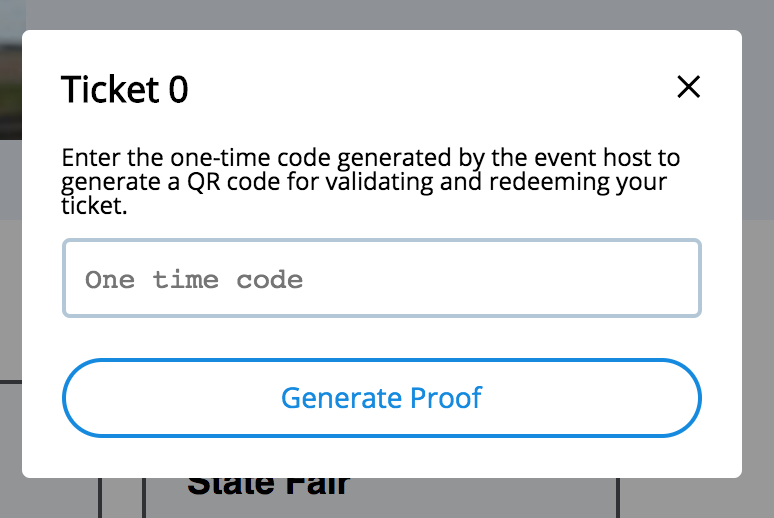 Ticket 0
Enter the one-time code generated by the event host to
generate a QR code for validating and redeeming your
ticket.
One time code
Generate Proof
State Fair